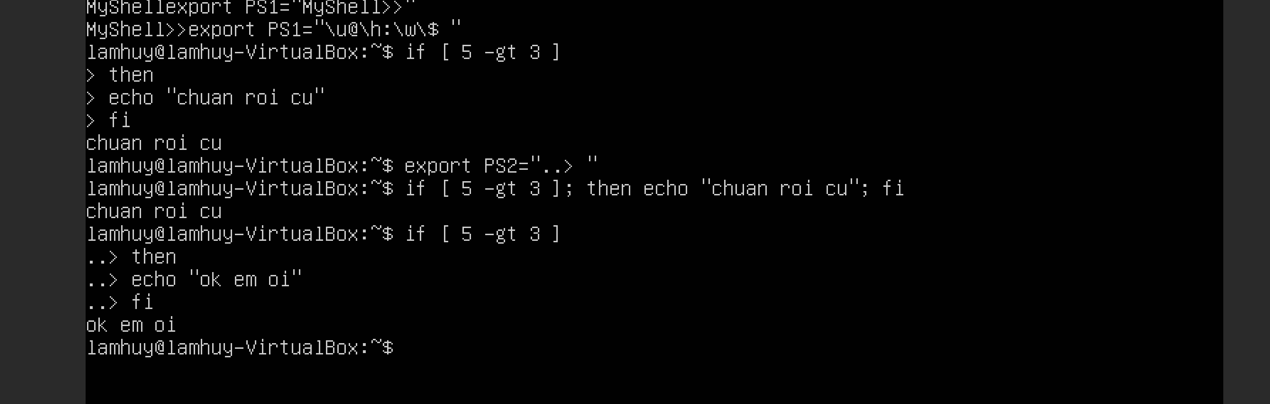 MyShellexport PS1="MyShell>>"
MyShell>>export PS1="\u@\h:\w\$ "
lamhuy@lamhuy-VirtualBox:~$ if [ 5 -gt 3 ]
> then
> echo "chuan roi cu"
> fi
chuan roi cu
lamhuy@lamhuy-VirtualBox:~$ export PS2="..> "
lamhuy@lamhuy-VirtualBox:~$ if [ 5 -gt 3 ]; then echo "chuan roi cu"; fi
chuan roi cu
lamhuy@lamhuy-VirtualBox:~$ if [ 5 -gt 3 ]
..> then
..> echo "ok em oi"
..> fi
ok em oi
lamhuy@lamhuy-VirtualBox:~$